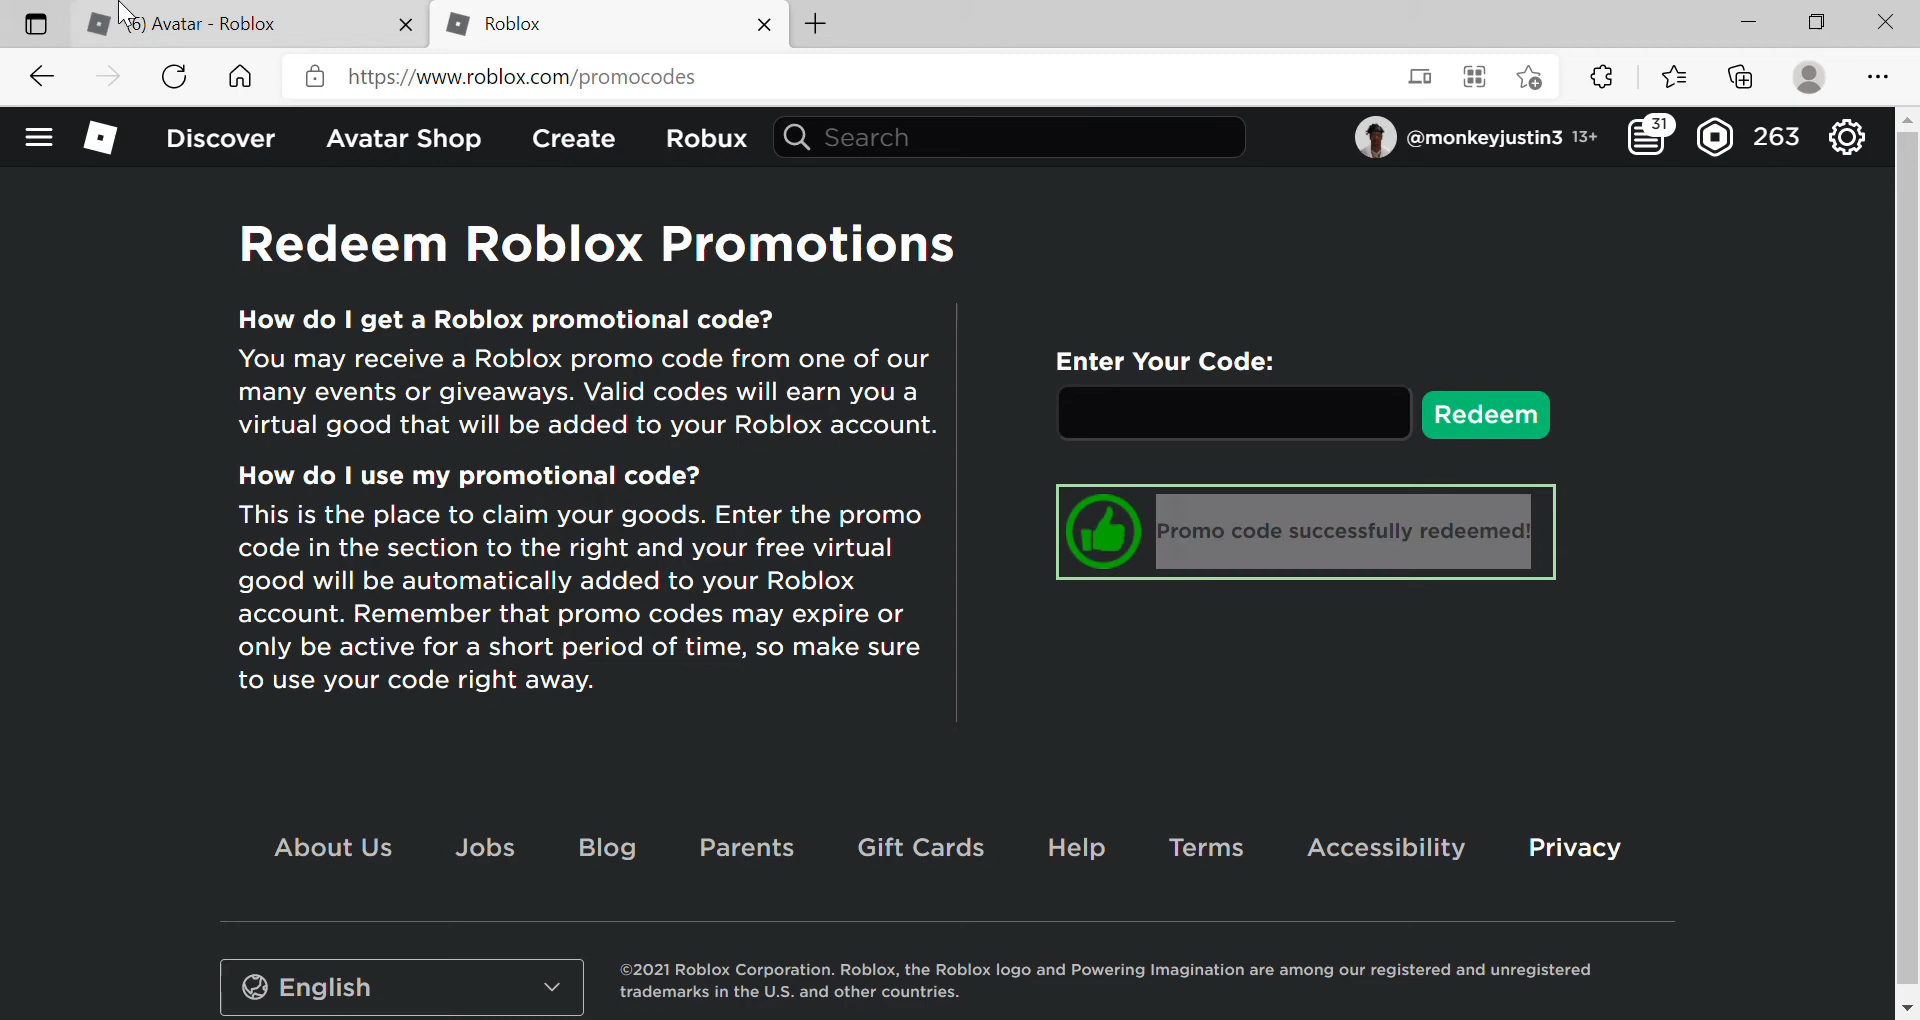 (6) Avatar - Roblox
Roblox
https://www.roblox.com/promocodes
Discover
Avatar Shop
Create
Robux
Search
@monkeyjustin3 13+
31
263
Redeem Roblox Promotions
How do I get a Roblox promotional code?
You may receive a Roblox promo code from one of our
many events or giveaways. Valid codes will earn you a
virtual good that will be added to your Roblox account.
How do I use my promotional code?
This is the place to claim your goods. Enter the promo
code in the section to the right and your free virtual
good will be automatically added to your Roblox
account. Remember that promo codes may expire or
only be active for a short period of time, so make sure
to use your code right away.
Enter Your Code:
Redeem
Promo code successfully redeemed!
About Us
Jobs
Blog
Parents
Gift Cards
Help
Terms
Accessibility
Privacy
English
©2021 Roblox Corporation. Roblox, the Roblox logo and Powering Imagination are among our registered and unregistered
trademarks in the U.S. and other countries.